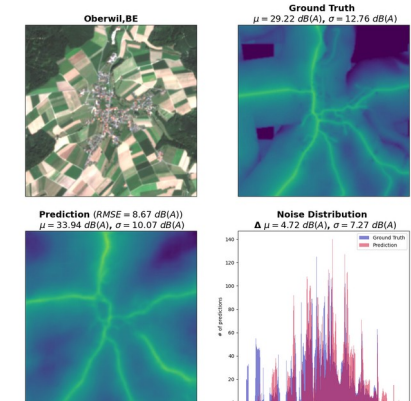 Oberwil,BE
Ground Truth
μ = 29.22 dB(A), σ = 12.76 dB(A)
Prediction (RMSE = 8.67 dB(A))
μ = 33.94 dB(A), σ = 10.07 dB(A)
Noise Distribution
Δ μ = 4.72 dB(A), σ = 7.27 dB(A)
Ground Truth
Prediction
# of predictions
140
120
100
80
60
40
20